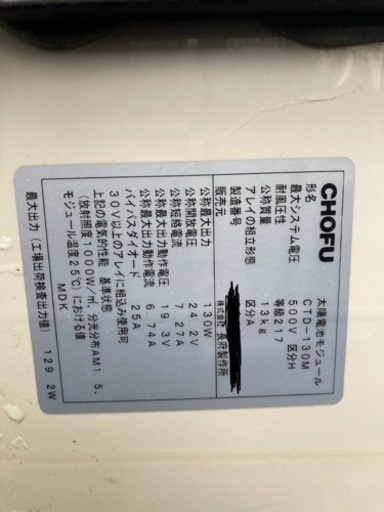 CHOFU 太陽電池モジュール
形名 CTD-130M
最大システム電圧 500V 区分H
耐風圧性 等級217
公称質量 13kg
アレイの組立形態 区分A
製造番号
販売元 株式会社 長府製作所
公称最大出力 130W
公称開放電圧 24.2V
公称短絡電流 7.27A
公称最大出力動作電圧 19.3V
公称最大出力動作電流 6.74A
バイパスダイオード 25A
30V以上のアレイに組込み使用可
上記の電気的性能:基準状態
(放射照度1000W/㎡、分光分布AM1.5、
モジュール温度25℃)における値
MDK
最大出力(工場出荷検査出力値) 129.2W